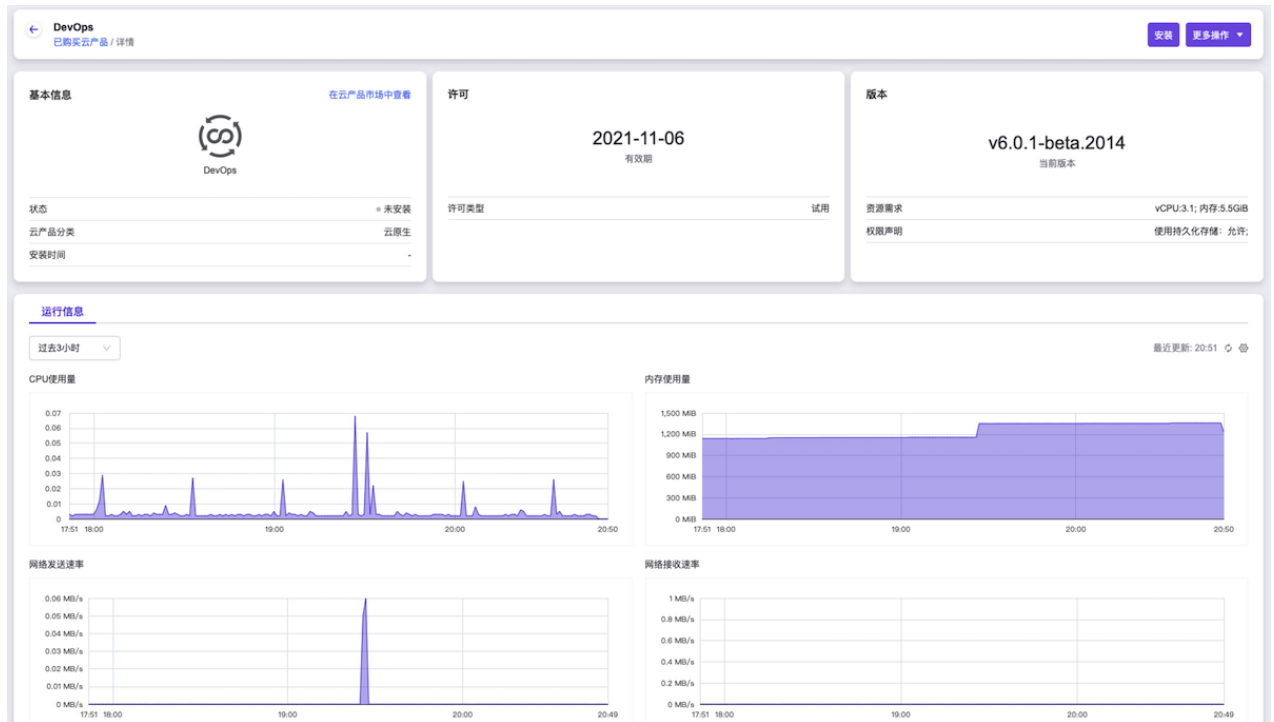 DevOps
已购买云产品 / 详情
安装
更多操作
基本信息
在云产品市场中查看
DevOps
状态
未安装
云产品分类
云原生
安装时间
-
许可
2021-11-06
有效期
许可类型
试用
版本
v6.0.1-beta.2014
当前版本
资源需求
vCPU:3.1; 内存:5.5GiB
权限声明
使用持久化存储：允许;
运行信息
过去3小时
最近更新: 20:51
CPU使用量
0.07
0.06
0.05
0.04
0.03
0.02
0.01
0
17:51 18:00 19:00 20:00 20:50
内存使用量
1,500 MiB
1,200 MiB
900 MiB
600 MiB
300 MiB
0 MiB
17:51 18:00 19:00 20:00 20:50
网络发送速率
0.06 MB/s
0.05 MB/s
0.04 MB/s
0.03 MB/s
0.02 MB/s
0.01 MB/s
0 MB/s
17:51 18:00 19:00 20:00 20:49
网络接收速率
1 MB/s
0.8 MB/s
0.6 MB/s
0.4 MB/s
0.2 MB/s
0 MB/s
17:51 18:00 19:00 20:00 20:49